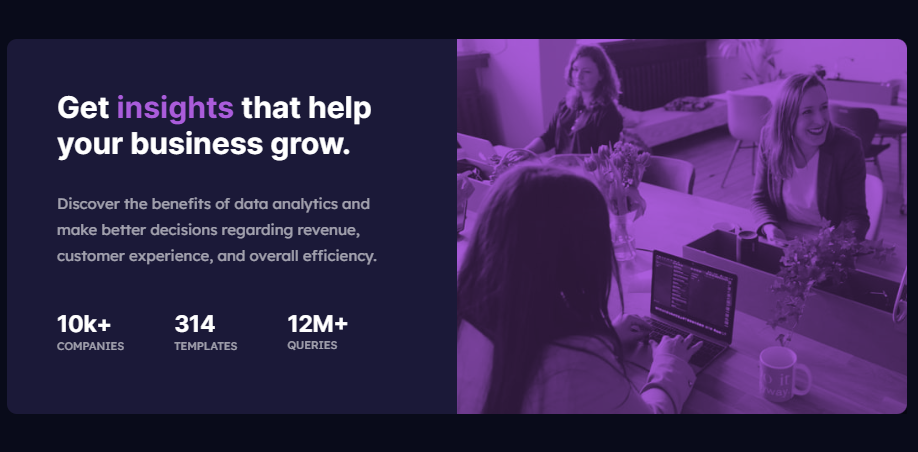 Get insights that help
your business grow.
Discover the benefits of data analytics and
make better decisions regarding revenue,
customer experience, and overall efficiency.
10k+ 314 12M+
COMPANIES TEMPLATES QUERIES